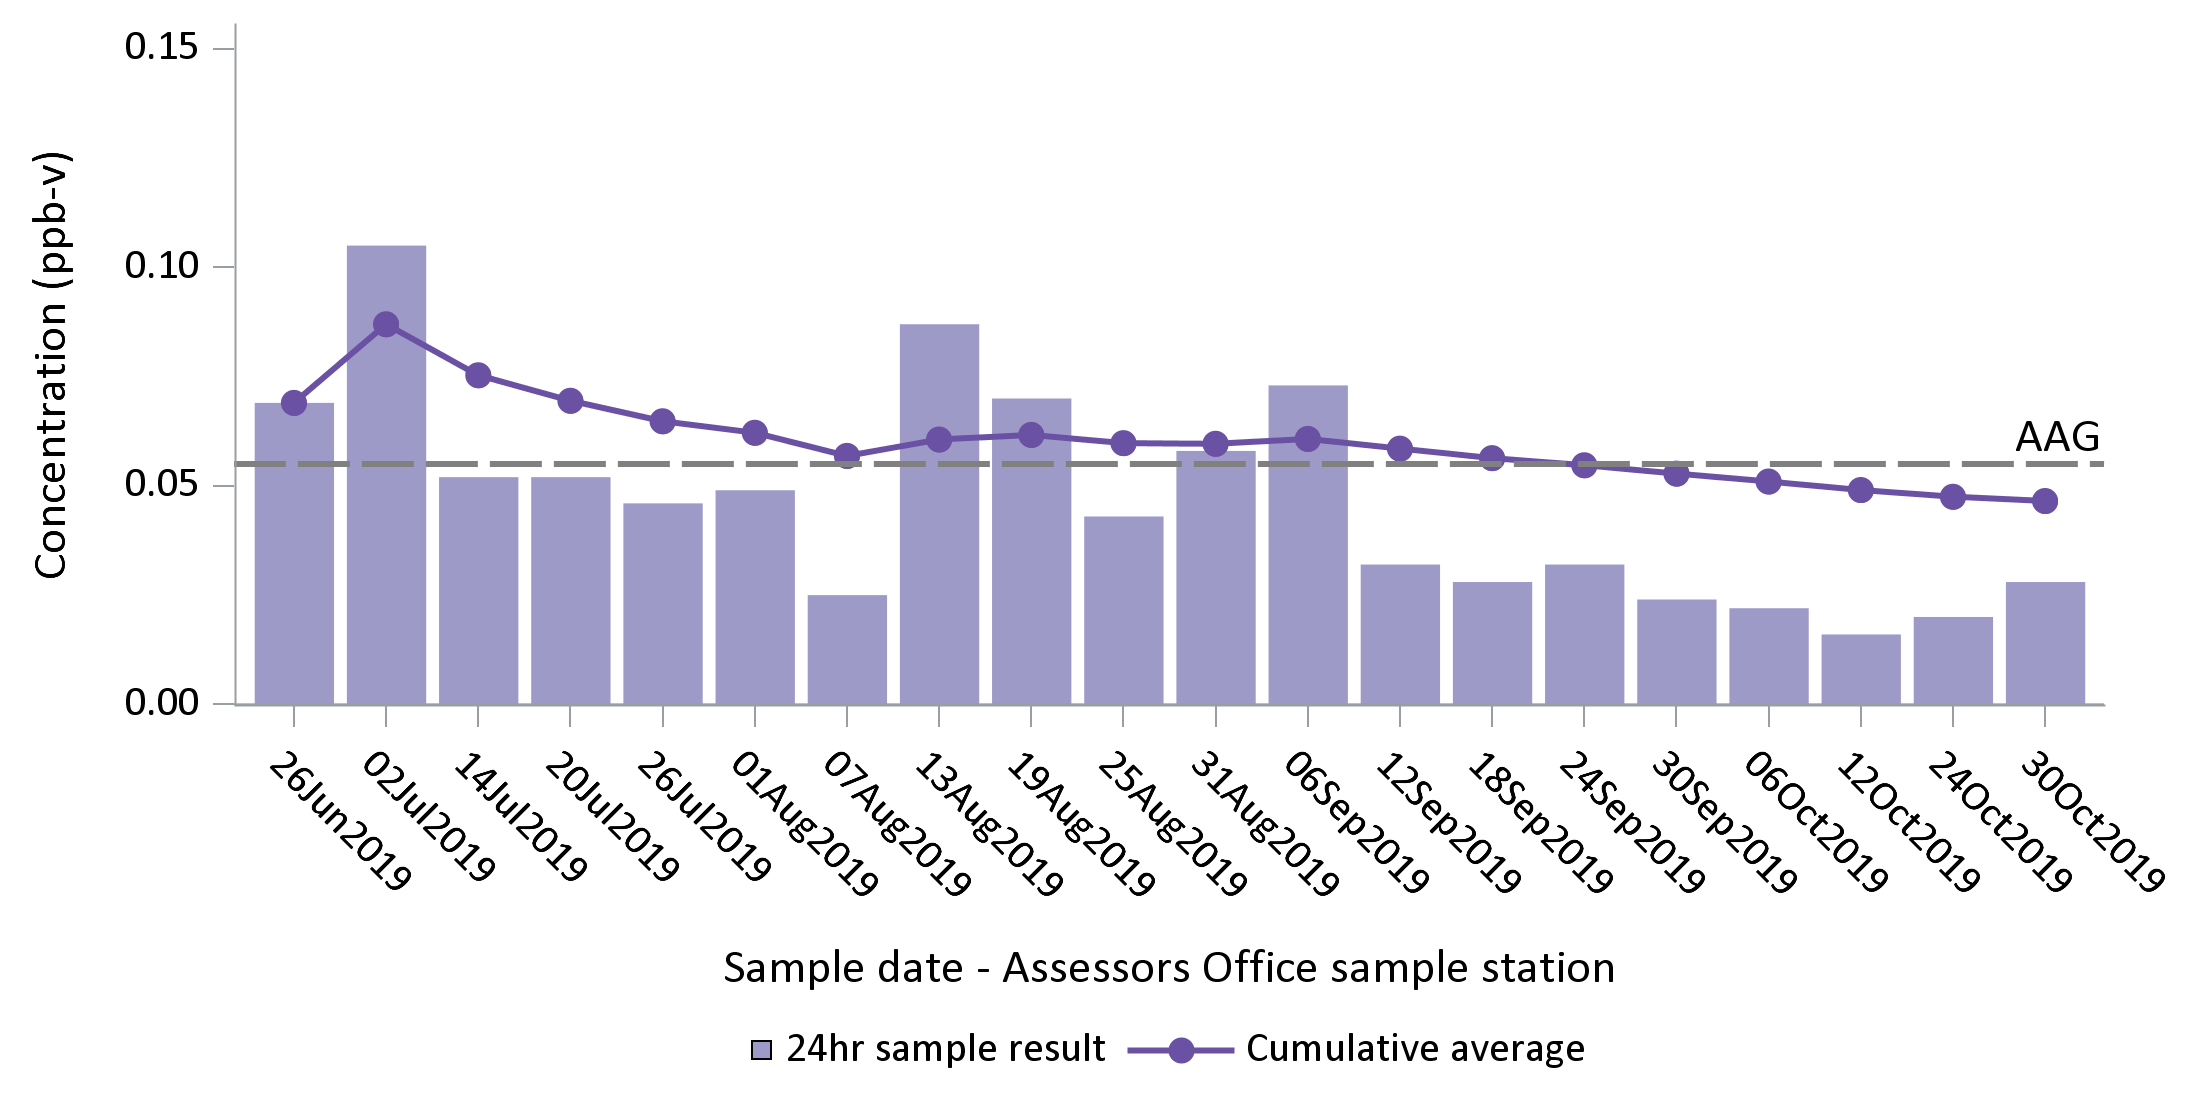 0.15
0.10
0.05
0.00
Concentration (ppb-v)
AAG
26Jun2019
02Jul2019
14Jul2019
20Jul2019
26Jul2019
01Aug2019
07Aug2019
13Aug2019
19Aug2019
25Aug2019
31Aug2019
06Sep2019
12Sep2019
18Sep2019
24Sep2019
30Sep2019
06Oct2019
12Oct2019
24Oct2019
30Oct2019
Sample date - Assessors Office sample station
24hr sample result Cumulative average